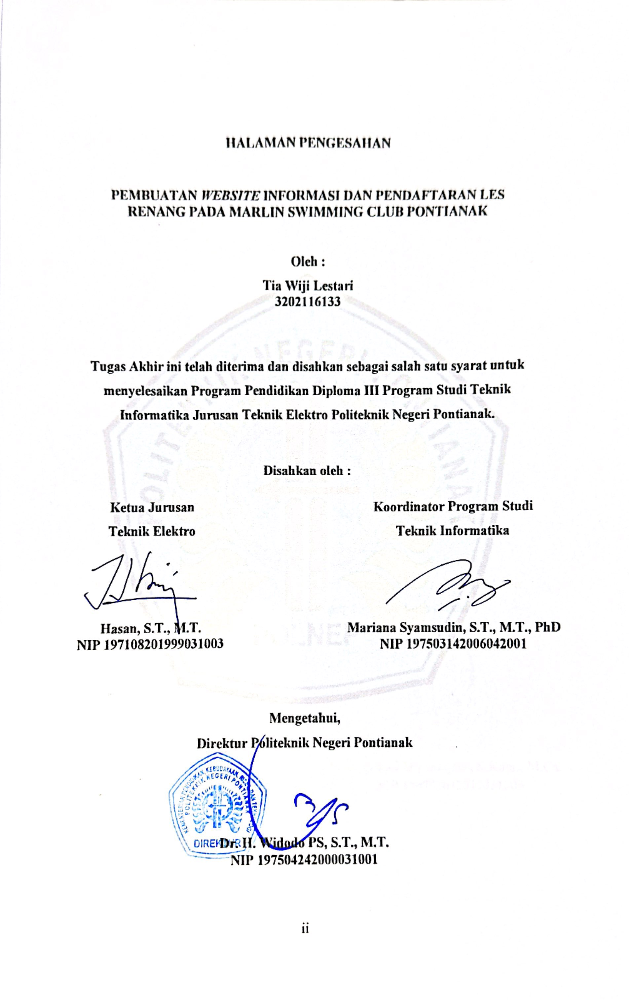 HALAMAN PENGESAHAN
PEMBUATAN WEBSITE INFORMASI DAN PENDAFTARAN LES
RENANG PADA MARLIN SWIMMING CLUB PONTIANAK
Oleh :
Tia Wiji Lestari
3202116133
Tugas Akhir ini telah diterima dan disahkan sebagai salah satu syarat untuk
menyelesaikan Program Pendidikan Diploma III Program Studi Teknik
Informatika Jurusan Teknik Elektro Politeknik Negeri Pontianak.
Disahkan oleh :
Ketua Jurusan
Teknik Elektro
Koordinator Program Studi
Teknik Informatika
Hasan, S.T., M.T.
NIP 197108201999031003
Mariana Syamsudin, S.T., M.T., PhD
NIP 197503142006042001
Mengetahui,
Direktur Politeknik Negeri Pontianak
KEMENTERIAN PENDIDIKAN, KEBUDAYAAN, DAN
POLITEKNIK NEGERI PONTIANAK
DIREKTUR
Dr. H. Widodo PS, S.T., M.T.
NIP 197504242000031001
ii